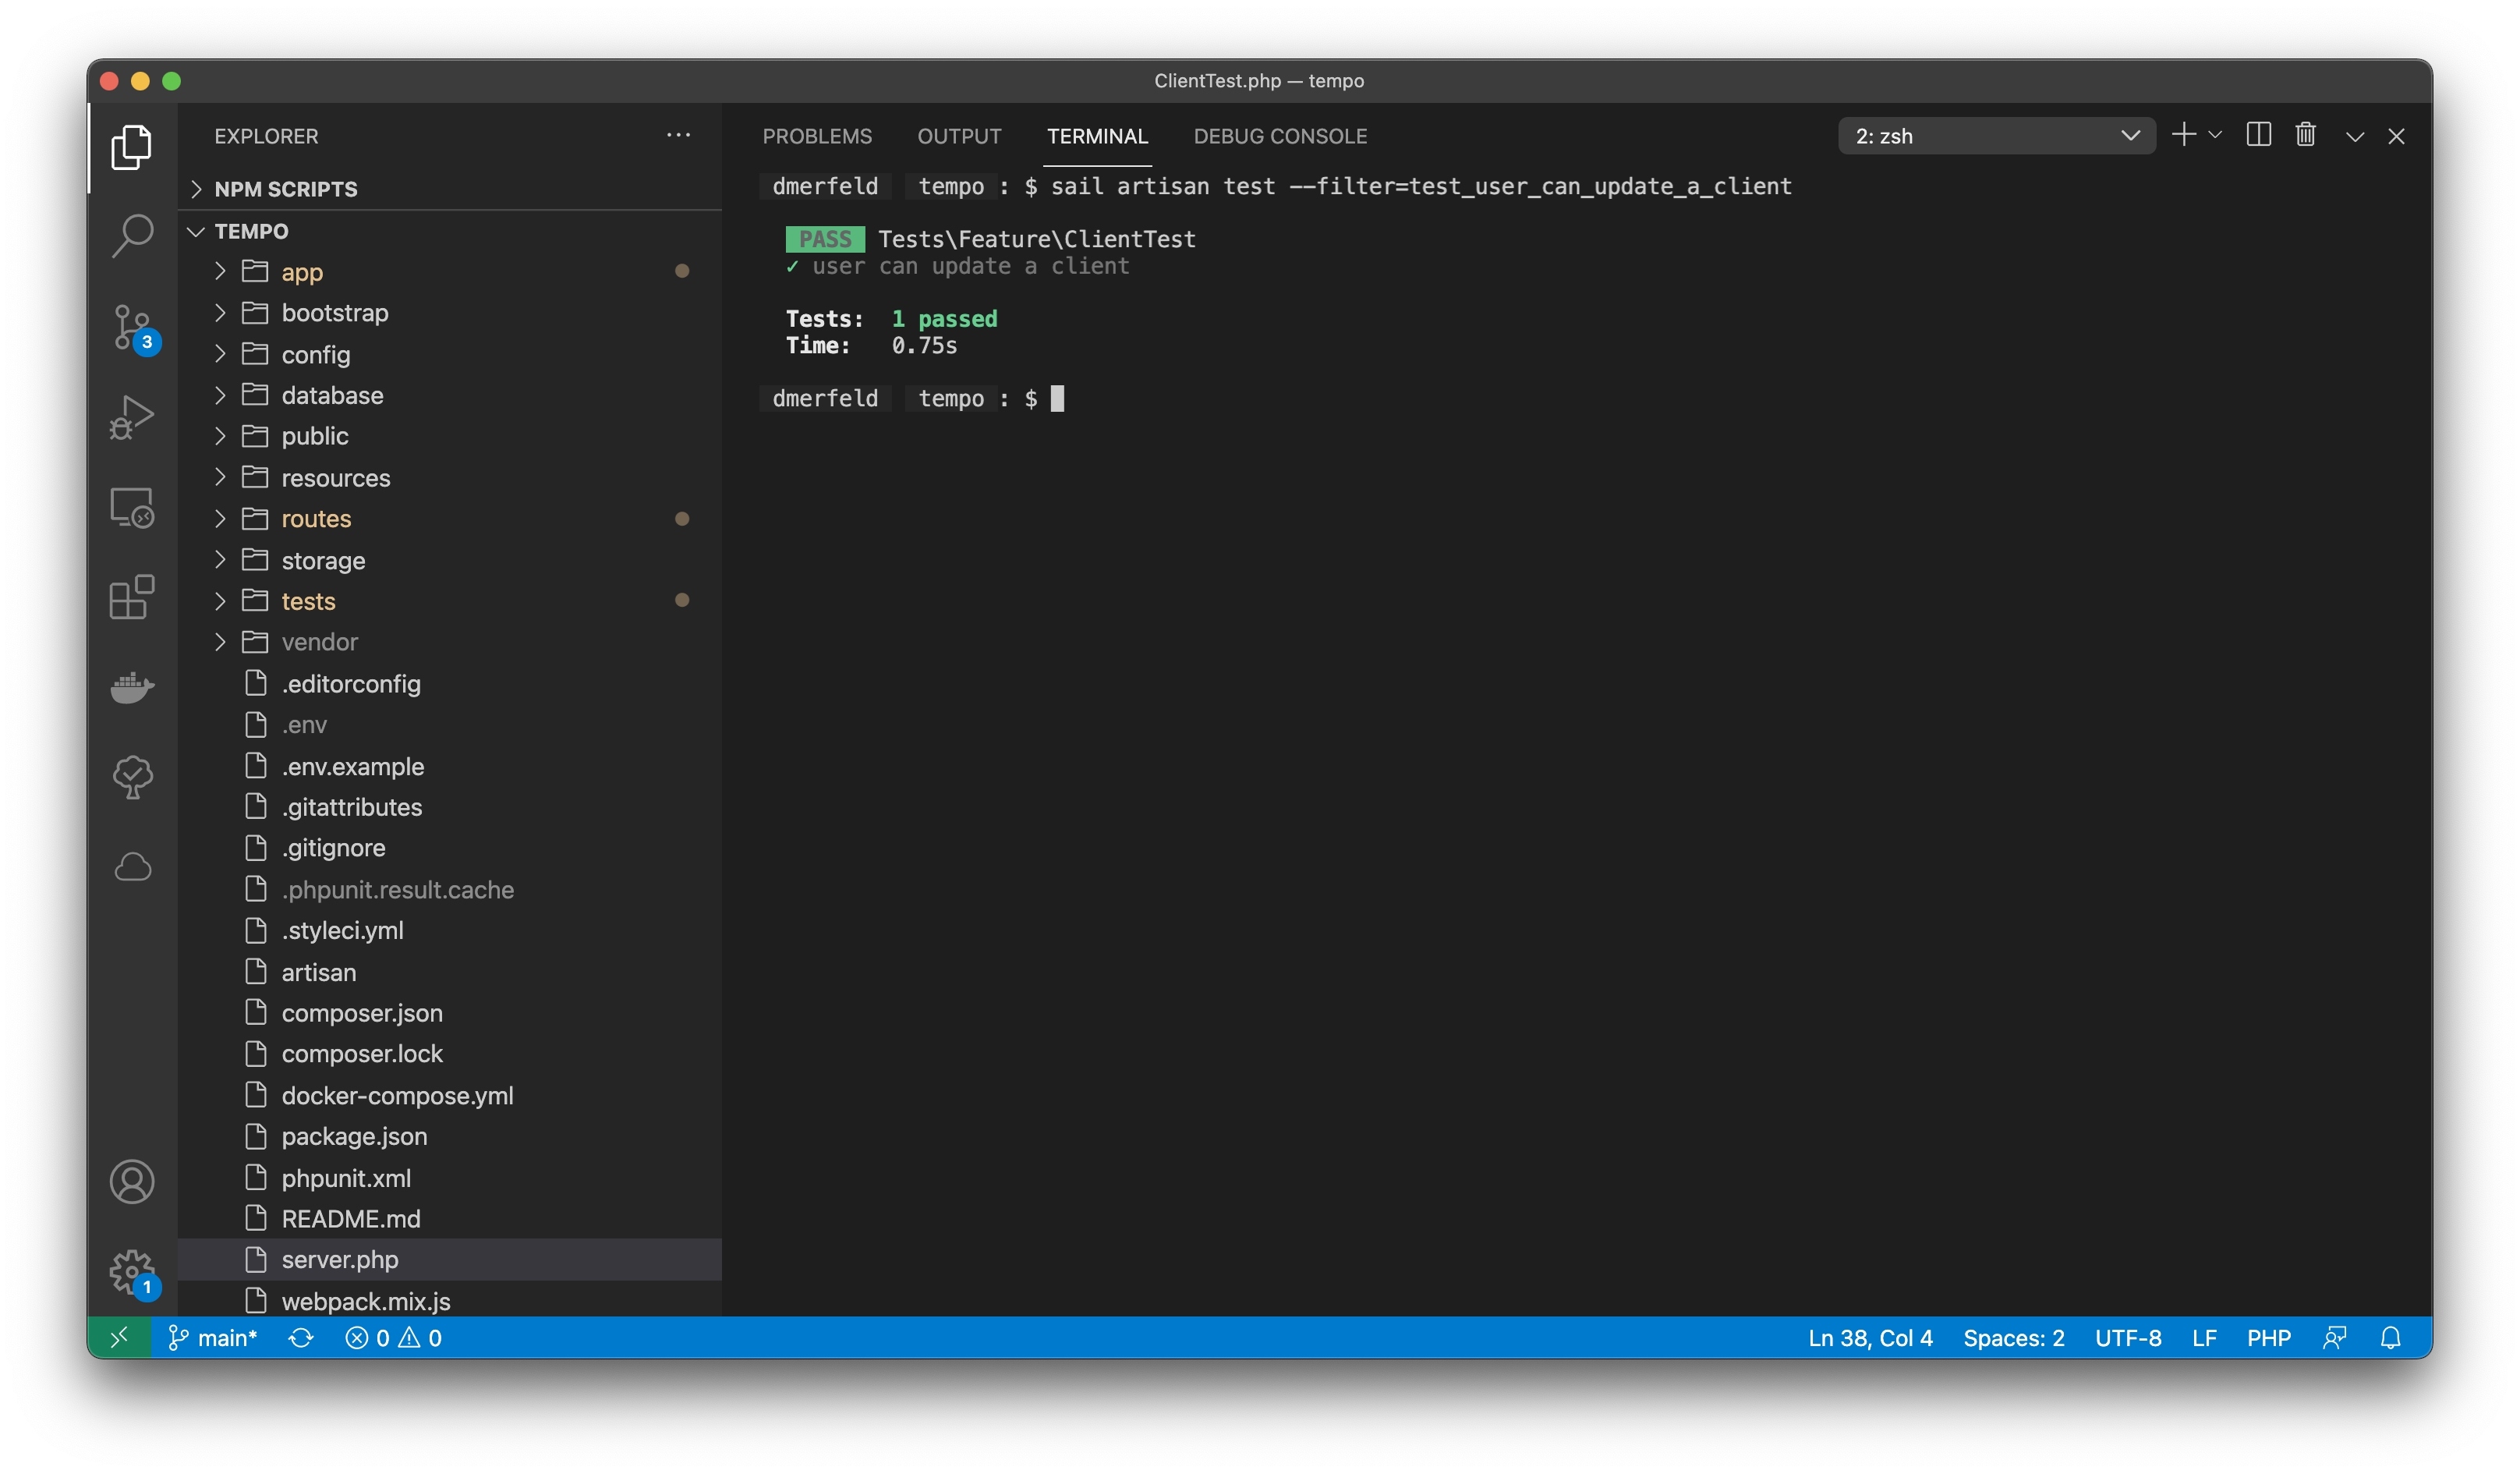 ClientTest.php — tempo
EXPLORER
NPM SCRIPTS
TEMPO
app
bootstrap
config
database
public
resources
routes
storage
tests
vendor
.editorconfig
.env
.env.example
.gitattributes
.gitignore
.phpunit.result.cache
.styleci.yml
artisan
composer.json
composer.lock
docker-compose.yml
package.json
phpunit.xml
README.md
server.php
webpack.mix.js
3
1
PROBLEMS OUTPUT TERMINAL DEBUG CONSOLE 2: zsh
dmerfeld tempo : $ sail artisan test --filter=test_user_can_update_a_client
PASS Tests\Feature\ClientTest
✓ user can update a client
Tests: 1 passed
Time: 0.75s
dmerfeld tempo : $
main* 0 0 Ln 38, Col 4 Spaces: 2 UTF-8 LF PHP